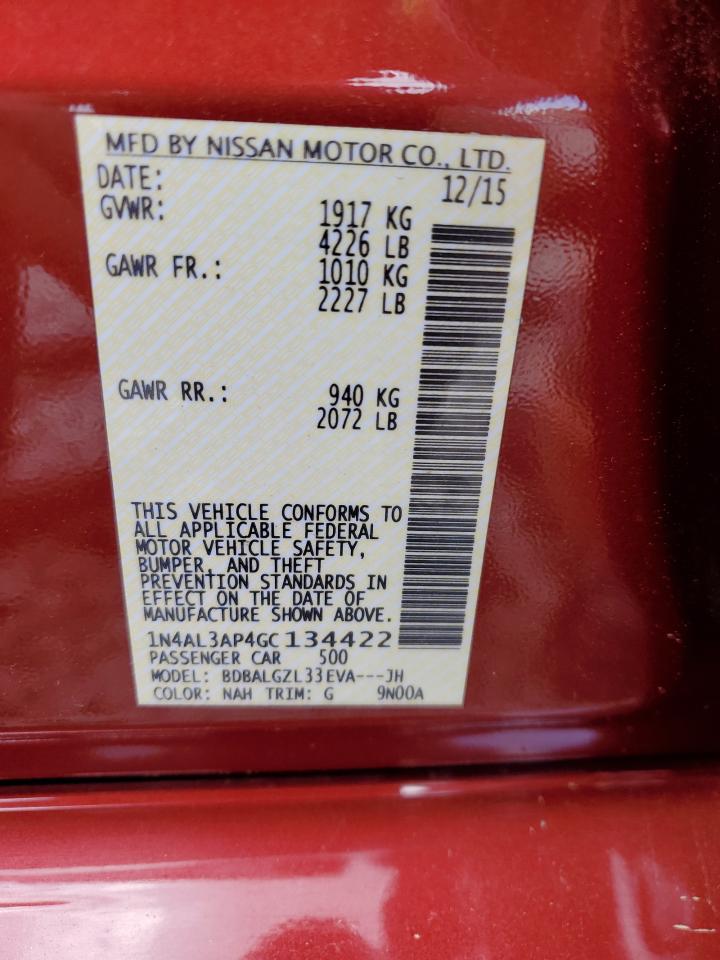 MFD BY NISSAN MOTOR CO., LTD.
DATE: 12/15
GVWR: 1917 KG
4226 LB
GAWR FR.: 1010 KG
2227 LB
GAWR RR.: 940 KG
2072 LB
THIS VEHICLE CONFORMS TO
ALL APPLICABLE FEDERAL
MOTOR VEHICLE SAFETY,
BUMPER, AND THEFT
PREVENTION STANDARDS IN
EFFECT ON THE DATE OF
MANUFACTURE SHOWN ABOVE.
1N4AL3AP4GC134422
PASSENGER CAR 500
MODEL: BDBALGZL33EVA---JH
COLOR: NAH TRIM: G 9N00A